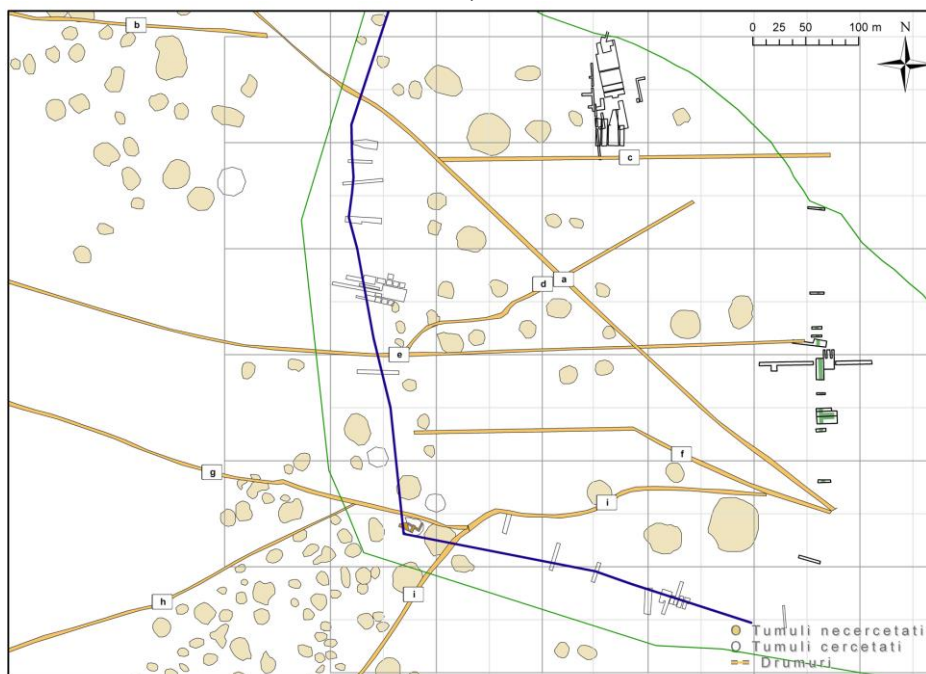 0 25 50 100 m
N
b
c
a
d
e
f
g
i
h
i
Tumuli necercetati
Tumuli cercetati
Drumuri